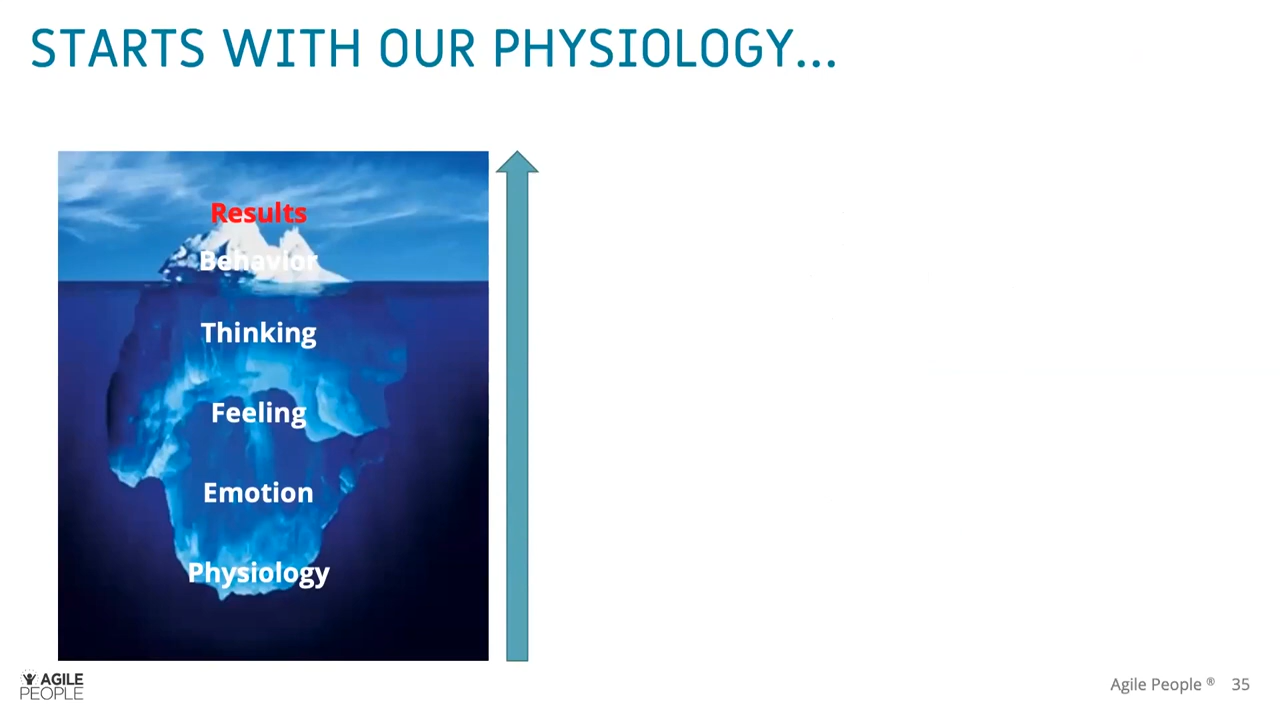 STARTS WITH OUR PHYSIOLOGY...
Results
Behavior
Thinking
Feeling
Emotion
Physiology
AGILE
PEOPLE
Agile People ® 35